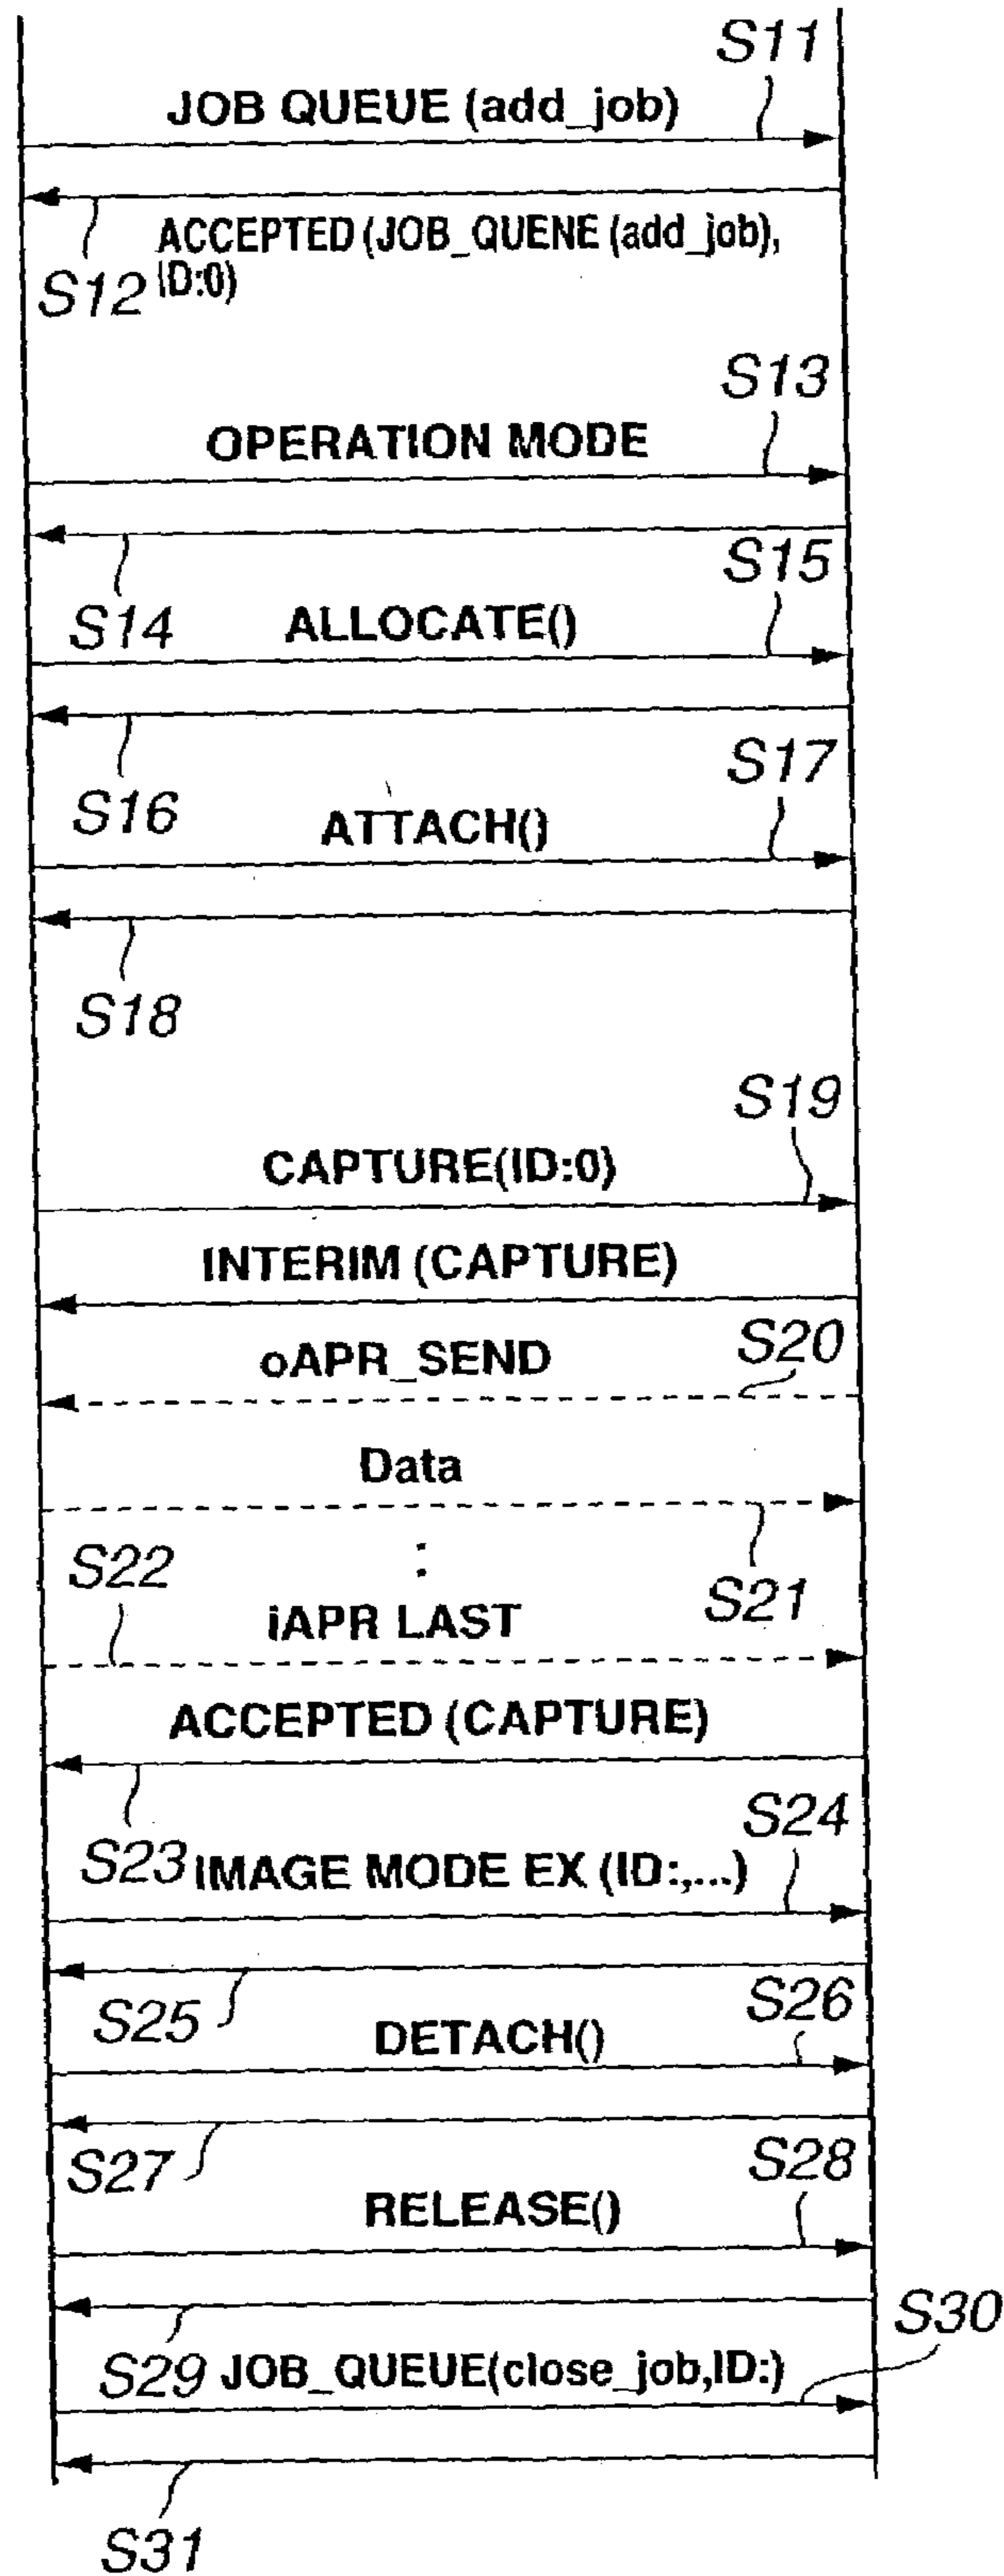 S11
JOB QUEUE (add_job)
ACCEPTED (JOB_QUENE (add_job),
ID:0)
S12
S13
OPERATION MODE
S15
S14
ALLOCATE()
S17
S16
ATTACH()
S18
S19
CAPTURE(ID:0)
INTERIM (CAPTURE)
S20
oAPR_SEND
Data
S22
:
S21
iAPR LAST
ACCEPTED (CAPTURE)
S24
S23
IMAGE MODE EX (ID:,...)
S26
S25
DETACH()
S28
S27
RELEASE()
S30
S29
JOB_QUEUE(close_job,ID:)
S31